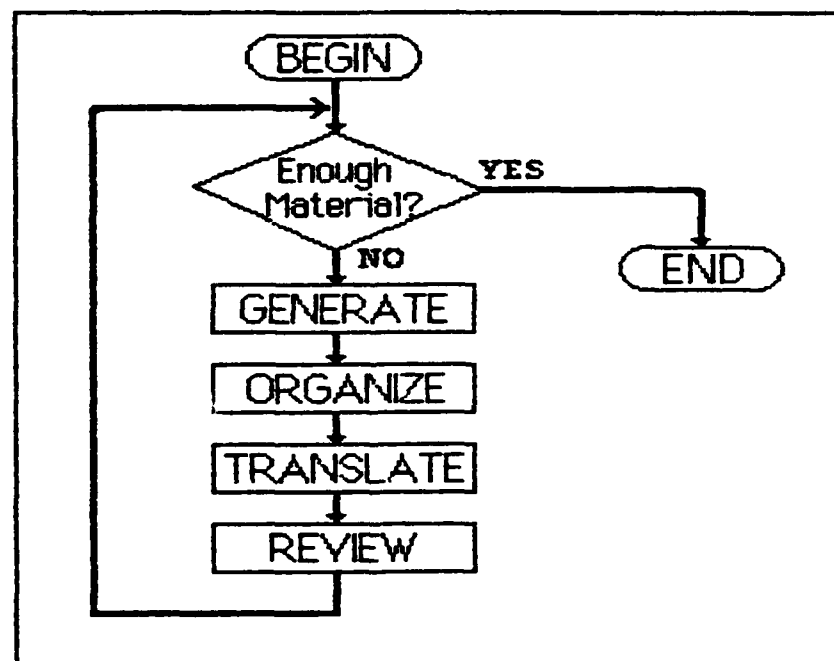 BEGIN
Enough
Material?
YES
END
NO
GENERATE
ORGANIZE
TRANSLATE
REVIEW